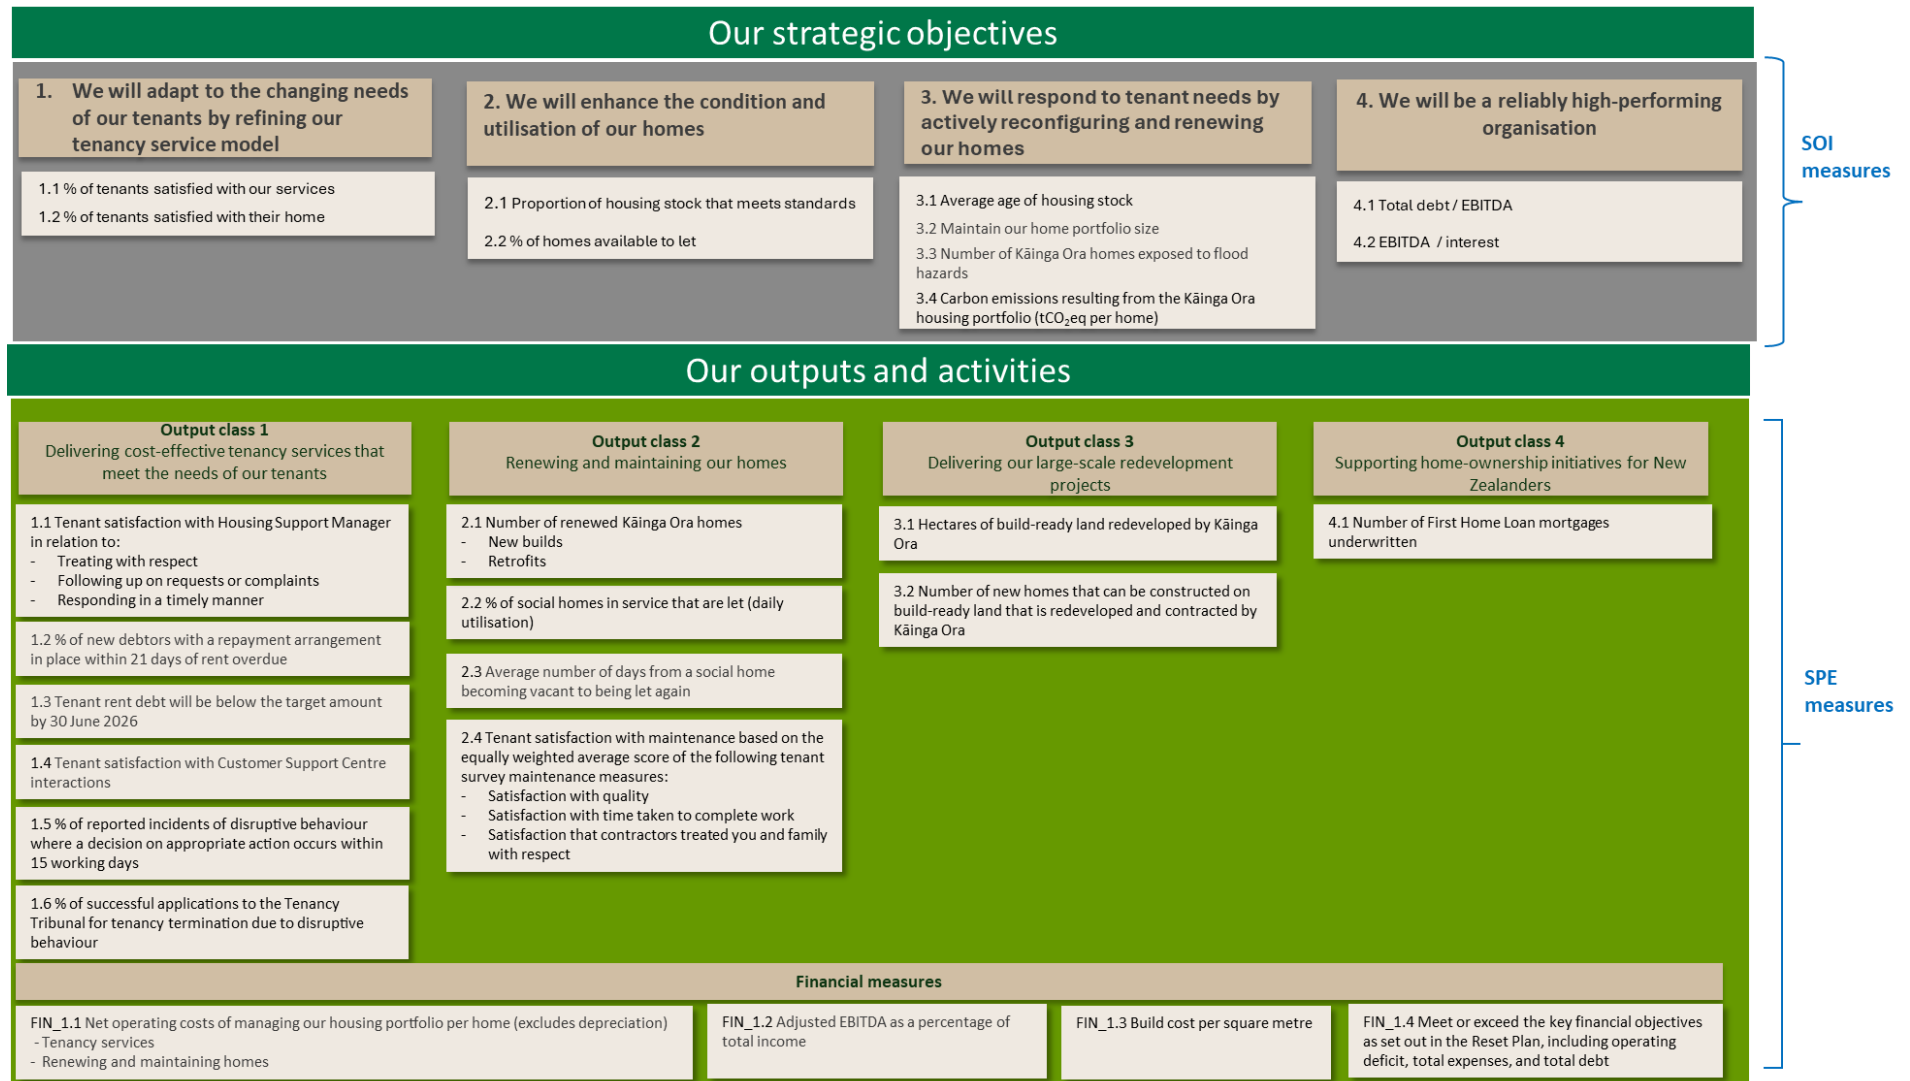 Our strategic objectives
1. We will adapt to the changing needs
of our tenants by refining our
tenancy service model
1.1 % of tenants satisfied with our services
1.2 % of tenants satisfied with their home
2. We will enhance the condition and
utilisation of our homes
2.1 Proportion of housing stock that meets standards
2.2 % of homes available to let
3. We will respond to tenant needs by
actively reconfiguring and renewing
our homes
3.1 Average age of housing stock
3.2 Maintain our home portfolio size
3.3 Number of Kāinga Ora homes exposed to flood
hazards
3.4 Carbon emissions resulting from the Kāinga Ora
housing portfolio (tCO₂eq per home)
4. We will be a reliably high-performing
organisation
4.1 Total debt / EBITDA
4.2 EBITDA / interest
SOI
measures
Our outputs and activities
Output class 1
Delivering cost-effective tenancy services that
meet the needs of our tenants
1.1 Tenant satisfaction with Housing Support Manager
in relation to:
- Treating with respect
- Following up on requests or complaints
- Responding in a timely manner
1.2 % of new debtors with a repayment arrangement
in place within 21 days of rent overdue
1.3 Tenant rent debt will be below the target amount
by 30 June 2026
1.4 Tenant satisfaction with Customer Support Centre
interactions
1.5 % of reported incidents of disruptive behaviour
where a decision on appropriate action occurs within
15 working days
1.6 % of successful applications to the Tenancy
Tribunal for tenancy termination due to disruptive
behaviour
Output class 2
Renewing and maintaining our homes
2.1 Number of renewed Kāinga Ora homes
- New builds
- Retrofits
2.2 % of social homes in service that are let (daily
utilisation)
2.3 Average number of days from a social home
becoming vacant to being let again
2.4 Tenant satisfaction with maintenance based on the
equally weighted average score of the following tenant
survey maintenance measures:
- Satisfaction with quality
- Satisfaction with time taken to complete work
- Satisfaction that contractors treated you and family
with respect
Output class 3
Delivering our large-scale redevelopment
projects
3.1 Hectares of build-ready land redeveloped by Kāinga
Ora
3.2 Number of new homes that can be constructed on
build-ready land that is redeveloped and contracted by
Kāinga Ora
Output class 4
Supporting home-ownership initiatives for New
Zealanders
4.1 Number of First Home Loan mortgages
underwritten
SPE
measures
Financial measures
FIN_1.1 Net operating costs of managing our housing portfolio per home (excludes depreciation)
- Tenancy services
- Renewing and maintaining homes
FIN_1.2 Adjusted EBITDA as a percentage of
total income
FIN_1.3 Build cost per square metre
FIN_1.4 Meet or exceed the key financial objectives
as set out in the Reset Plan, including operating
deficit, total expenses, and total debt